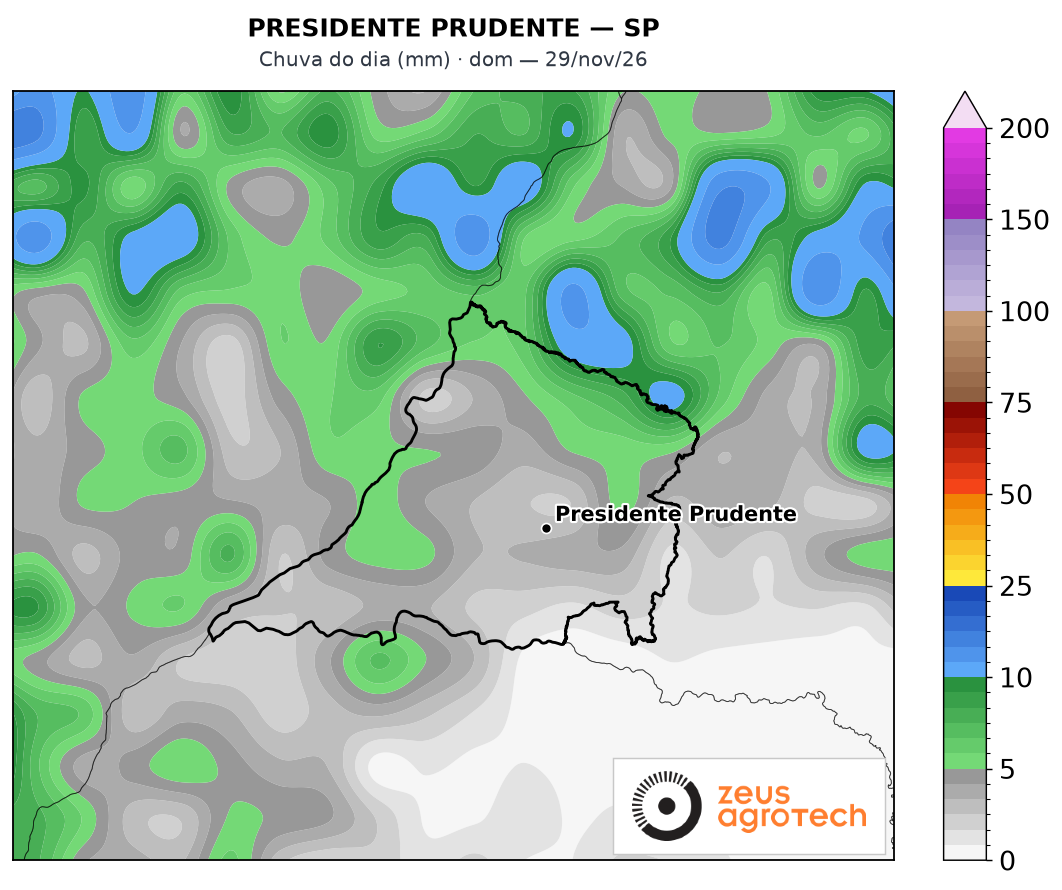 PRESIDENTE PRUDENTE — SP
Chuva do dia (mm) · dom — 29/nov/26
200
150
100
75
50
25
10
5
0
Presidente Prudente
zeus
agrotech